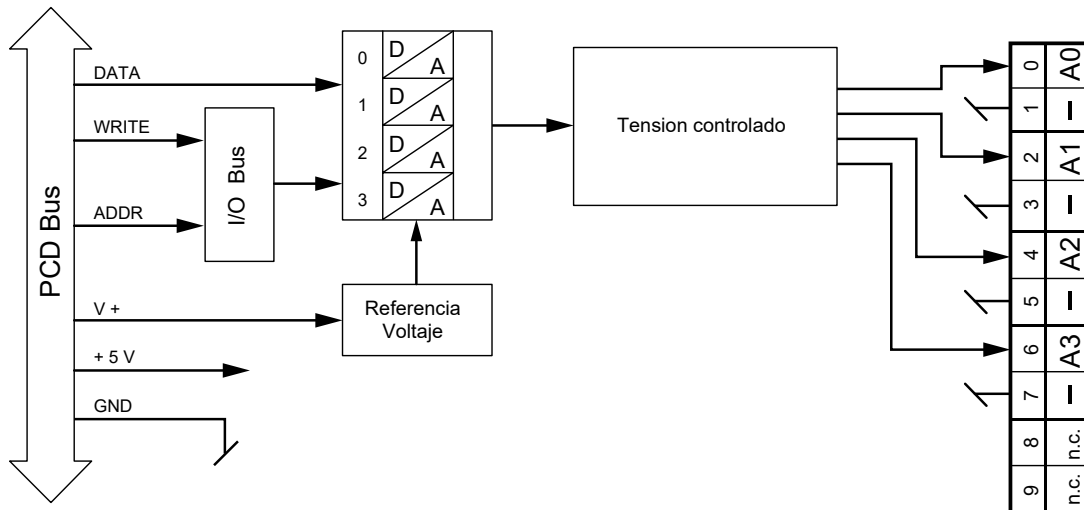 PCD Bus
DATA
WRITE
ADDR
V +
+ 5 V
GND
I/O Bus
0 D A
1 D A
2 D A
3 D A
Referencia
Voltaje
Tension controlado
0 A0
1 –
2 A1
3 –
4 A2
5 –
6 A3
7 –
8 n.c.
9 n.c.